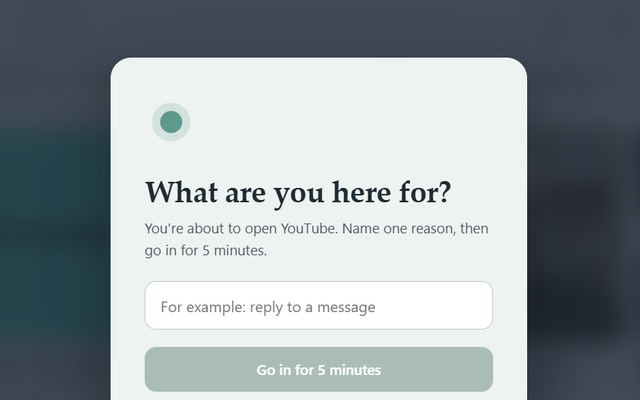 What are you here for?
You're about to open YouTube. Name one reason, then
go in for 5 minutes.
For example: reply to a message
Go in for 5 minutes